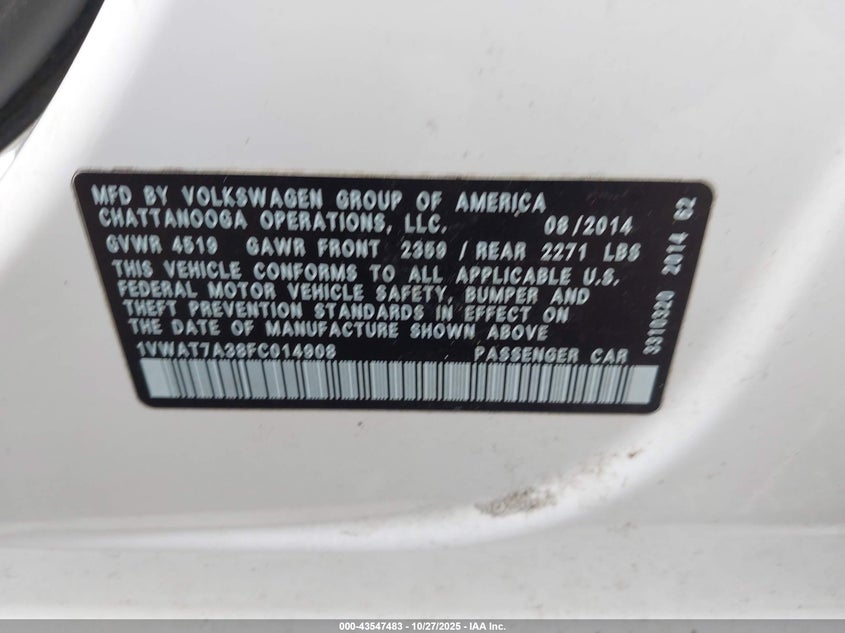 MFD BY VOLKSWAGEN GROUP OF AMERICA
CHATTANOOGA OPERATIONS, LLC. 08/2014
GVWR 4519 GAWR FRONT 2359 / REAR 2271 LBS
THIS VEHICLE CONFORMS TO ALL APPLICABLE U.S.
FEDERAL MOTOR VEHICLE SAFETY, BUMPER AND
THEFT PREVENTION STANDARDS IN EFFECT ON
THE DATE OF MANUFACTURE SHOWN ABOVE
1VWAT7A38FC014908 PASSENGER CAR
3310320 2014 G2
000-43547483 - 10/27/2025 - IAA Inc.